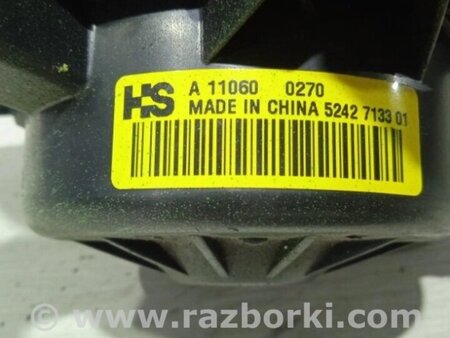 HS A 11060 0270
MADE IN CHINA 5242 7133 01
www.razborki.com